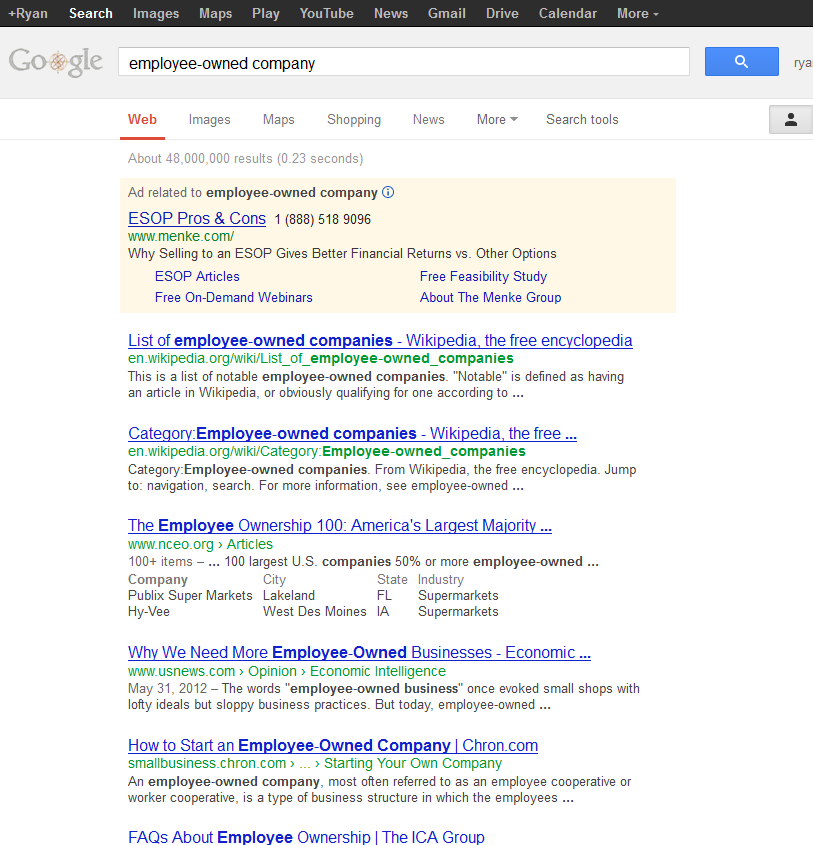 +Ryan Search Images Maps Play YouTube News Gmail Drive Calendar More
Google employee-owned company
Web Images Maps Shopping News More Search tools
About 48,000,000 results (0.23 seconds)
Ad related to employee-owned company
ESOP Pros & Cons 1 (888) 518 9096
www.menke.com/
Why Selling to an ESOP Gives Better Financial Returns vs. Other Options
ESOP Articles Free Feasibility Study
Free On-Demand Webinars About The Menke Group
List of employee-owned companies - Wikipedia, the free encyclopedia
en.wikipedia.org/wiki/List_of_employee-owned_companies
This is a list of notable employee-owned companies. "Notable" is defined as having
an article in Wikipedia, or obviously qualifying for one according to ...
Category:Employee-owned companies - Wikipedia, the free ...
en.wikipedia.org/wiki/Category:Employee-owned_companies
Category:Employee-owned companies. From Wikipedia, the free encyclopedia. Jump
to: navigation, search. For more information, see employee-owned ...
The Employee Ownership 100: America's Largest Majority ...
www.nceo.org › Articles
100+ items – ... 100 largest U.S. companies 50% or more employee-owned ...
Company City State Industry
Publix Super Markets Lakeland FL Supermarkets
Hy-Vee West Des Moines IA Supermarkets
Why We Need More Employee-Owned Businesses - Economic ...
www.usnews.com › Opinion › Economic Intelligence
May 31, 2012 – The words "employee-owned business" once evoked small shops with
lofty ideals but sloppy business practices. But today, employee-owned ...
How to Start an Employee-Owned Company | Chron.com
smallbusiness.chron.com › ... › Starting Your Own Company
An employee-owned company, most often referred to as an employee cooperative or
worker cooperative, is a type of business structure in which the employees ...
FAQs About Employee Ownership | The ICA Group